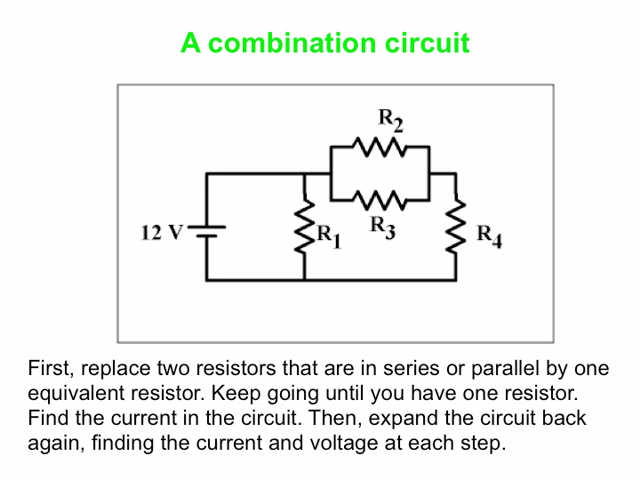 A combination circuit
R2
12 V
R1
R3
R4
First, replace two resistors that are in series or parallel by one
equivalent resistor. Keep going until you have one resistor.
Find the current in the circuit. Then, expand the circuit back
again, finding the current and voltage at each step.